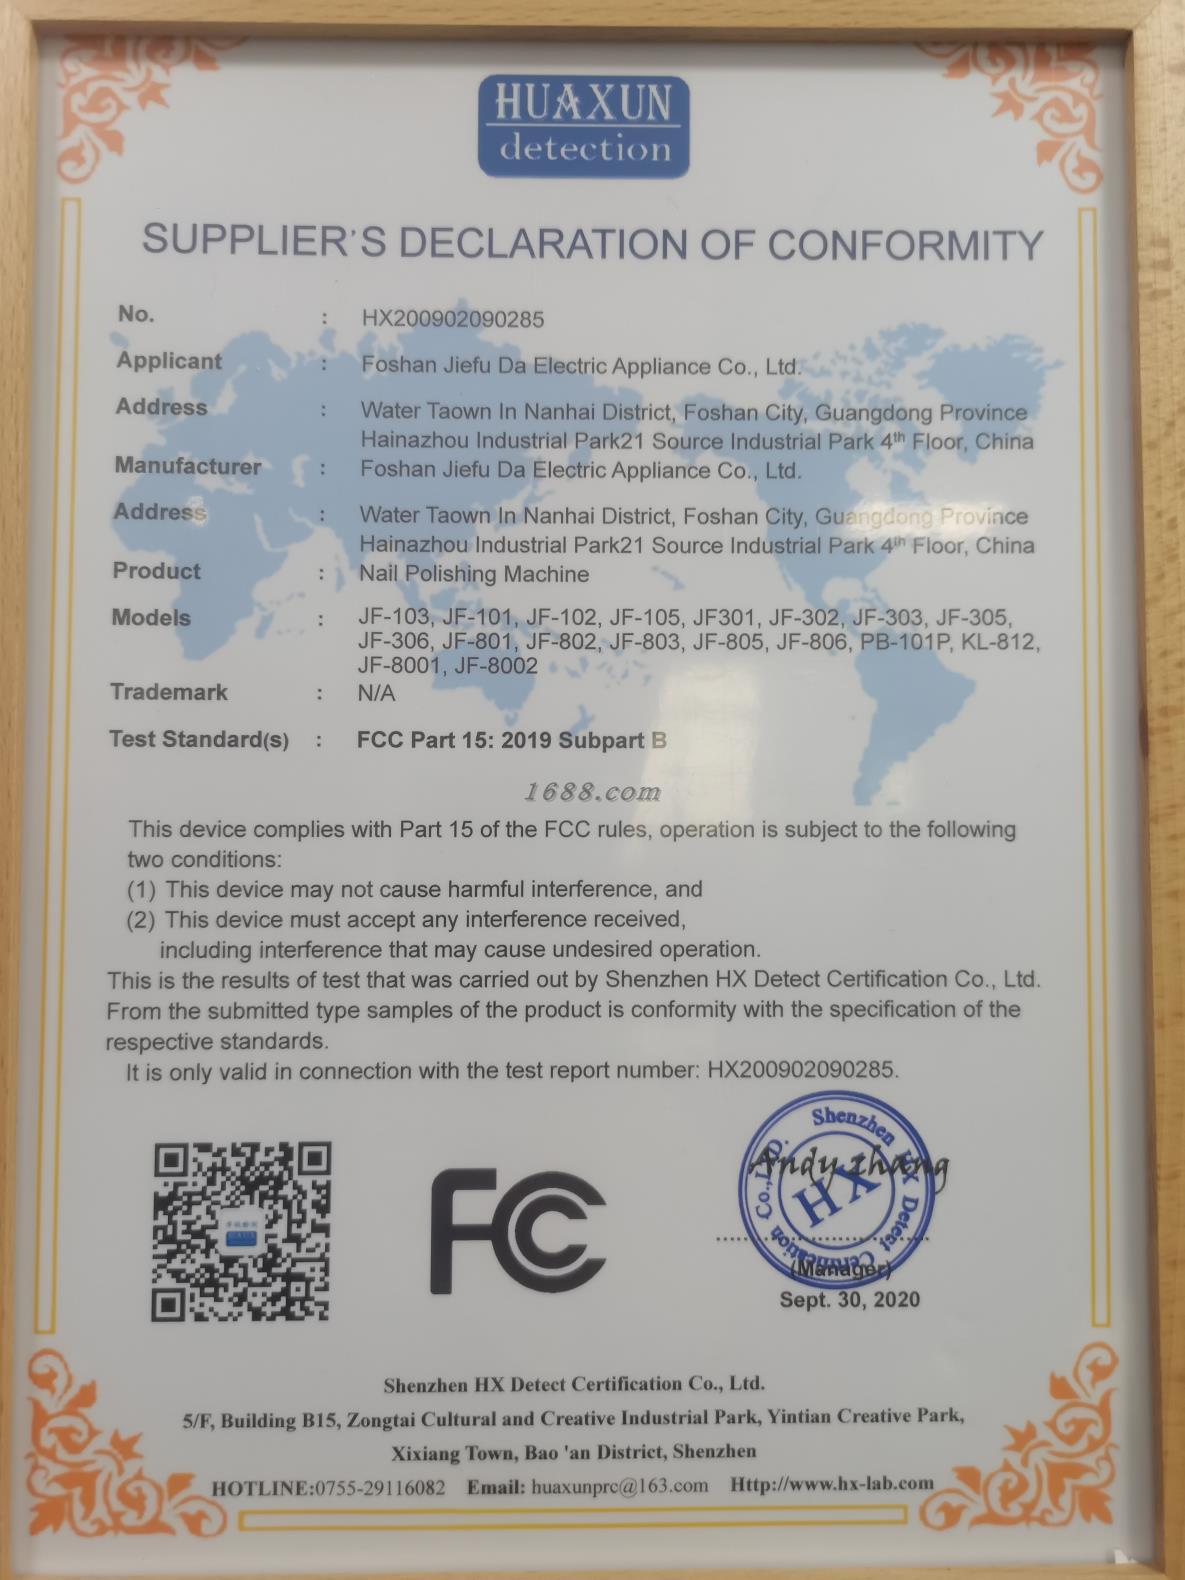 HUAXUN
detection
SUPPLIER'S DECLARATION OF CONFORMITY
No. : HX200902090285
Applicant : Foshan Jiefu Da Electric Appliance Co., Ltd.
Address : Water Taown In Nanhai District, Foshan City, Guangdong Province
Hainazhou Industrial Park21 Source Industrial Park 4th Floor, China
Manufacturer : Foshan Jiefu Da Electric Appliance Co., Ltd.
Address : Water Taown In Nanhai District, Foshan City, Guangdong Province
Hainazhou Industrial Park21 Source Industrial Park 4th Floor, China
Product : Nail Polishing Machine
Models : JF-103, JF-101, JF-102, JF-105, JF301, JF-302, JF-303, JF-305,
JF-306, JF-801, JF-802, JF-803, JF-805, JF-806, PB-101P, KL-812,
JF-8001, JF-8002
Trademark : N/A
Test Standard(s) : FCC Part 15: 2019 Subpart B
1688.com
This device complies with Part 15 of the FCC rules, operation is subject to the following
two conditions:
(1) This device may not cause harmful interference, and
(2) This device must accept any interference received,
including interference that may cause undesired operation.
This is the results of test that was carried out by Shenzhen HX Detect Certification Co., Ltd.
From the submitted type samples of the product is conformity with the specification of the
respective standards.
It is only valid in connection with the test report number: HX200902090285.
HUAXUN
FC
Shenzhen HX Detect Certification Co.,LTD.
HX
Andy zhang
(Manager)
Sept. 30, 2020
Shenzhen HX Detect Certification Co., Ltd.
5/F, Building B15, Zongtai Cultural and Creative Industrial Park, Yintian Creative Park,
Xixiang Town, Bao 'an District, Shenzhen
HOTLINE:0755-29116082 Email: huaxunprc@163.com Http://www.hx-lab.com